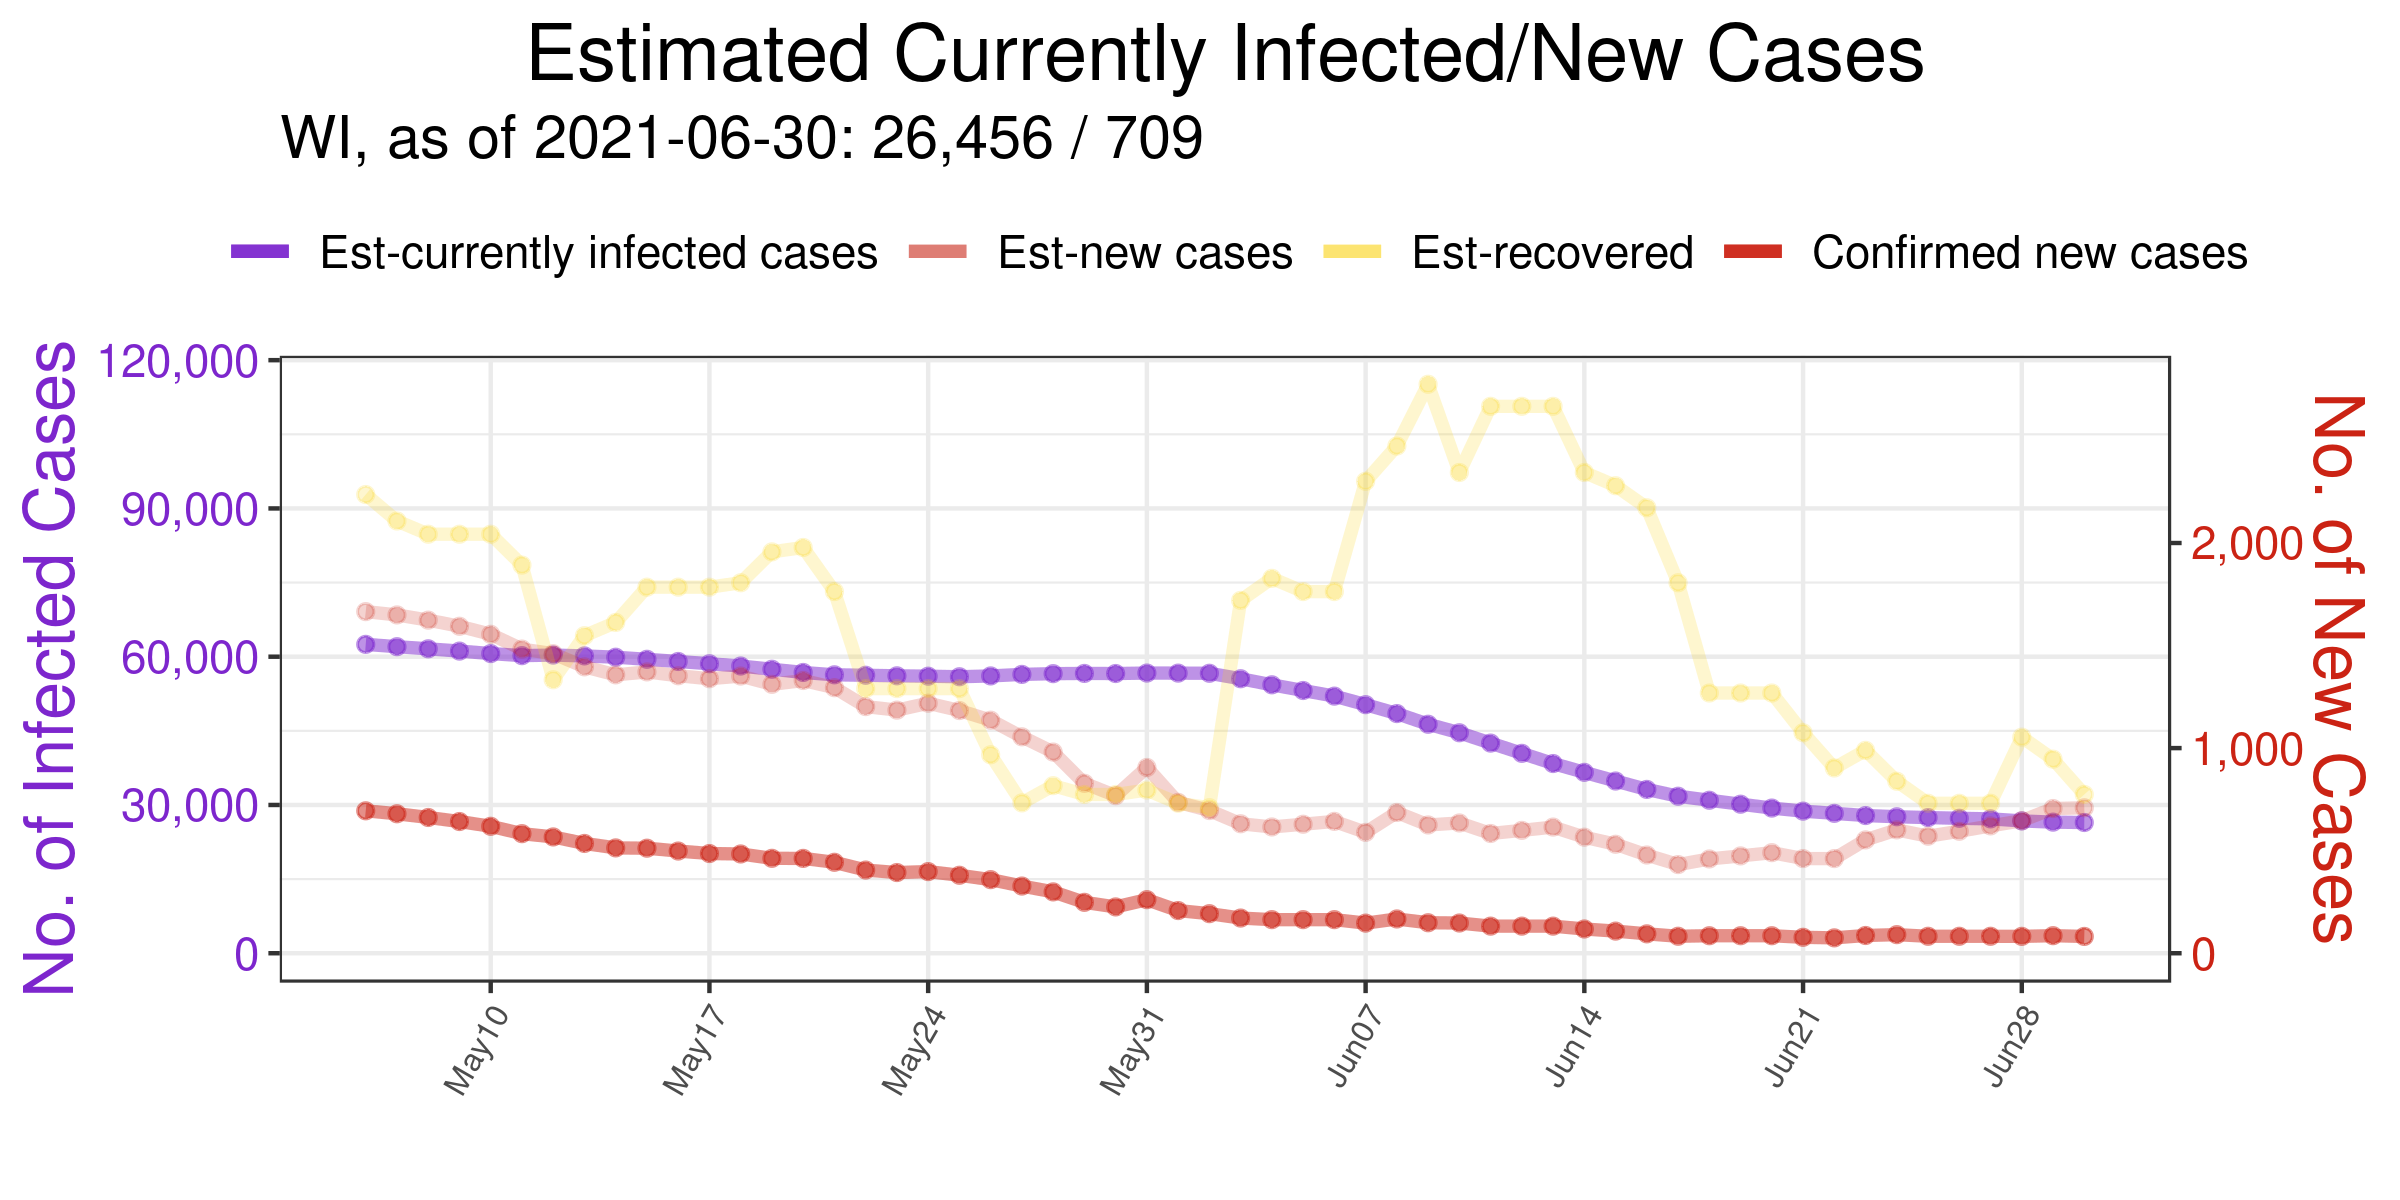 Estimated Currently Infected/New Cases
WI, as of 2021-06-30: 26,456 / 709
Est-currently infected cases Est-new cases Est-recovered Confirmed new cases
No. of Infected Cases
120,000
90,000
60,000
30,000
0
2,000
1,000
0
No. of New Cases
May10 May17 May24 May31 Jun07 Jun14 Jun21 Jun28